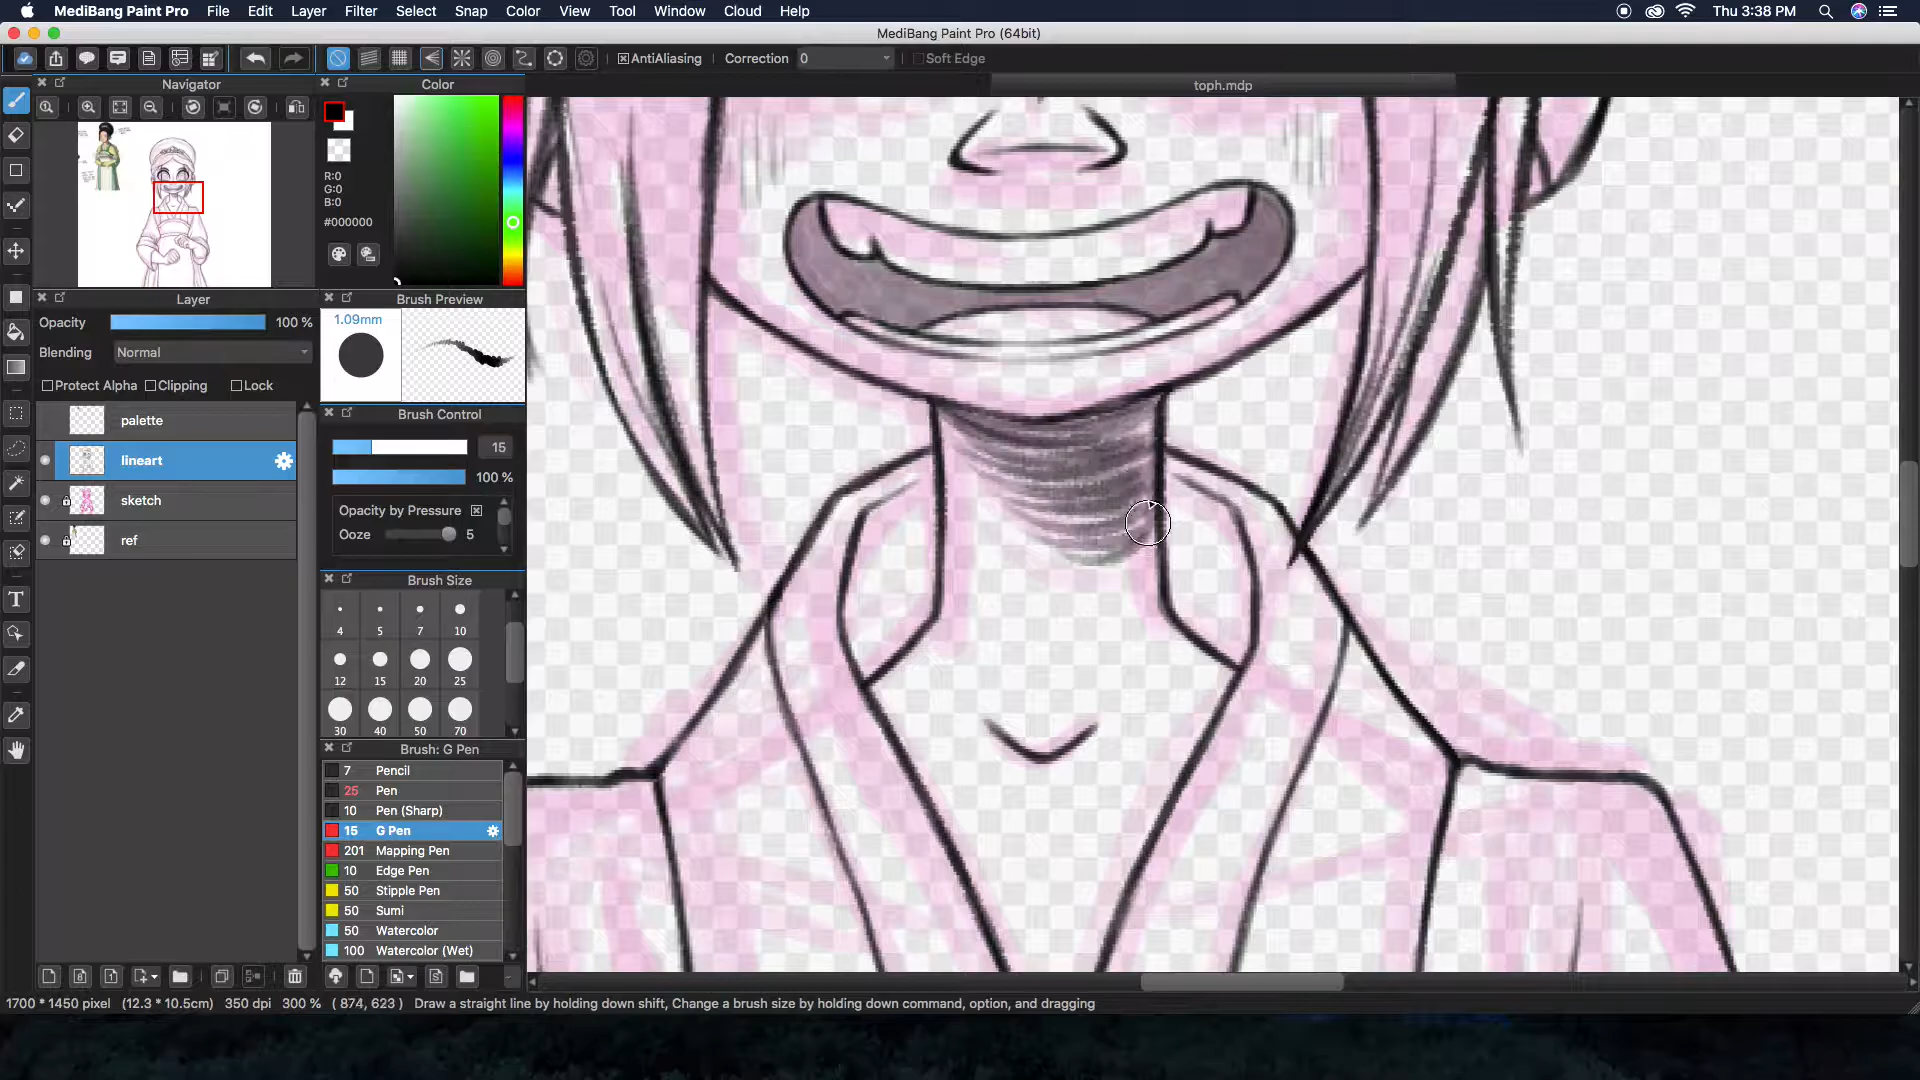 MediBang Paint Pro File Edit Layer Filter Select Snap Color View Tool Window Cloud Help Thu 3:38 PM
MediBang Paint Pro (64bit)
AntiAliasing Correction 0 Soft Edge
Navigator
Color
toph.mdp
R:0
G:0
B:0
#000000
Layer
Opacity 100 %
Blending Normal
Protect Alpha Clipping Lock
palette
lineart
sketch
ref
Brush Preview
1.09mm
Brush Control
15
100 %
Opacity by Pressure
Ooze 5
Brush Size
4 5 7 10
12 15 20 25
30 40 50 70
Brush: G Pen
7 Pencil
25 Pen
10 Pen (Sharp)
15 G Pen
201 Mapping Pen
10 Edge Pen
50 Stipple Pen
50 Sumi
50 Watercolor
100 Watercolor (Wet)
1700 * 1450 pixel (12.3 * 10.5cm) 350 dpi 300 % ( 874, 623 ) Draw a straight line by holding down shift, Change a brush size by holding down command, option, and dragging